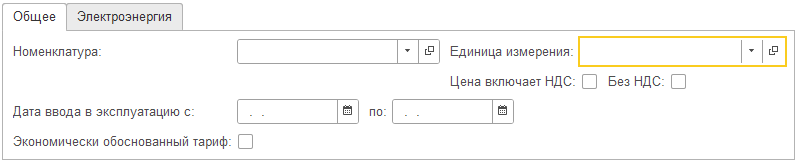 Общее Электроэнергия
Номенклатура: Единица измерения:
Цена включает НДС: Без НДС:
Дата ввода в эксплуатацию с: . . по: . .
Экономически обоснованный тариф: